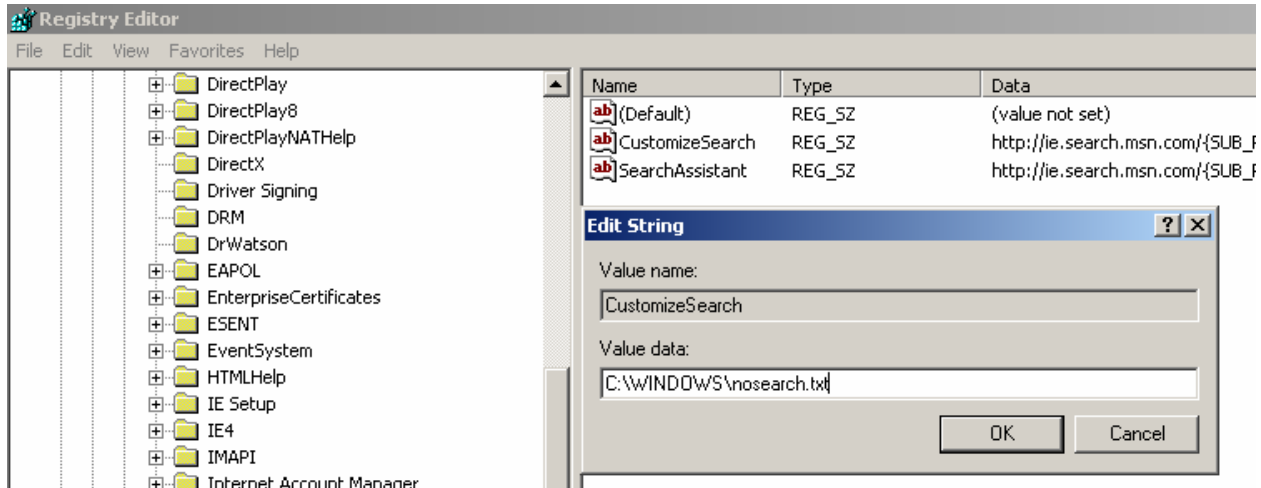 Registry Editor
File Edit View Favorites Help
DirectPlay
DirectPlay8
DirectPlayNATHelp
DirectX
Driver Signing
DRM
DrWatson
EAPOL
EnterpriseCertificates
ESENT
EventSystem
HTMLHelp
IE Setup
IE4
IMAPI
Internet Account Manager
Name Type Data
ab (Default) REG_SZ (value not set)
ab CustomizeSearch REG_SZ http://ie.search.msn.com/{SUB_
ab SearchAssistant REG_SZ http://ie.search.msn.com/{SUB_
Edit String
Value name:
CustomizeSearch
Value data:
C:\WINDOWS\nosearch.txt
OK Cancel